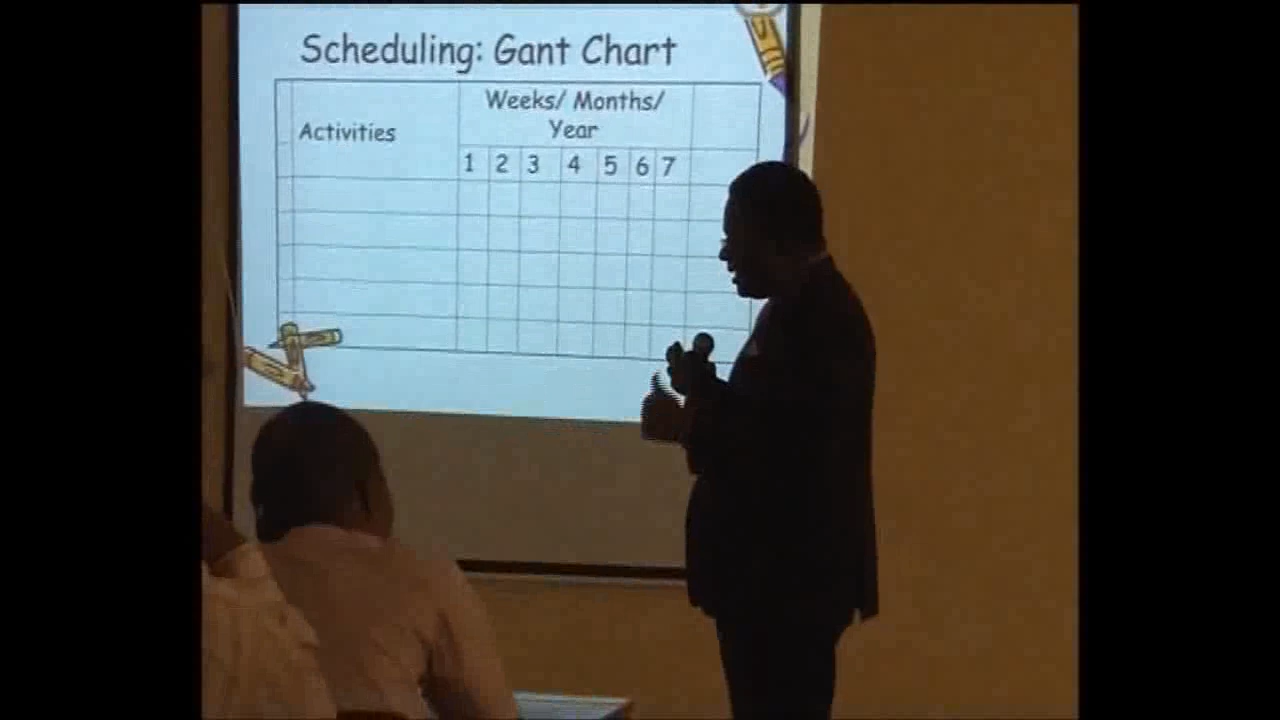 Scheduling: Gant Chart
Weeks/ Months/
Year
Activities
1 2 3 4 5 6 7